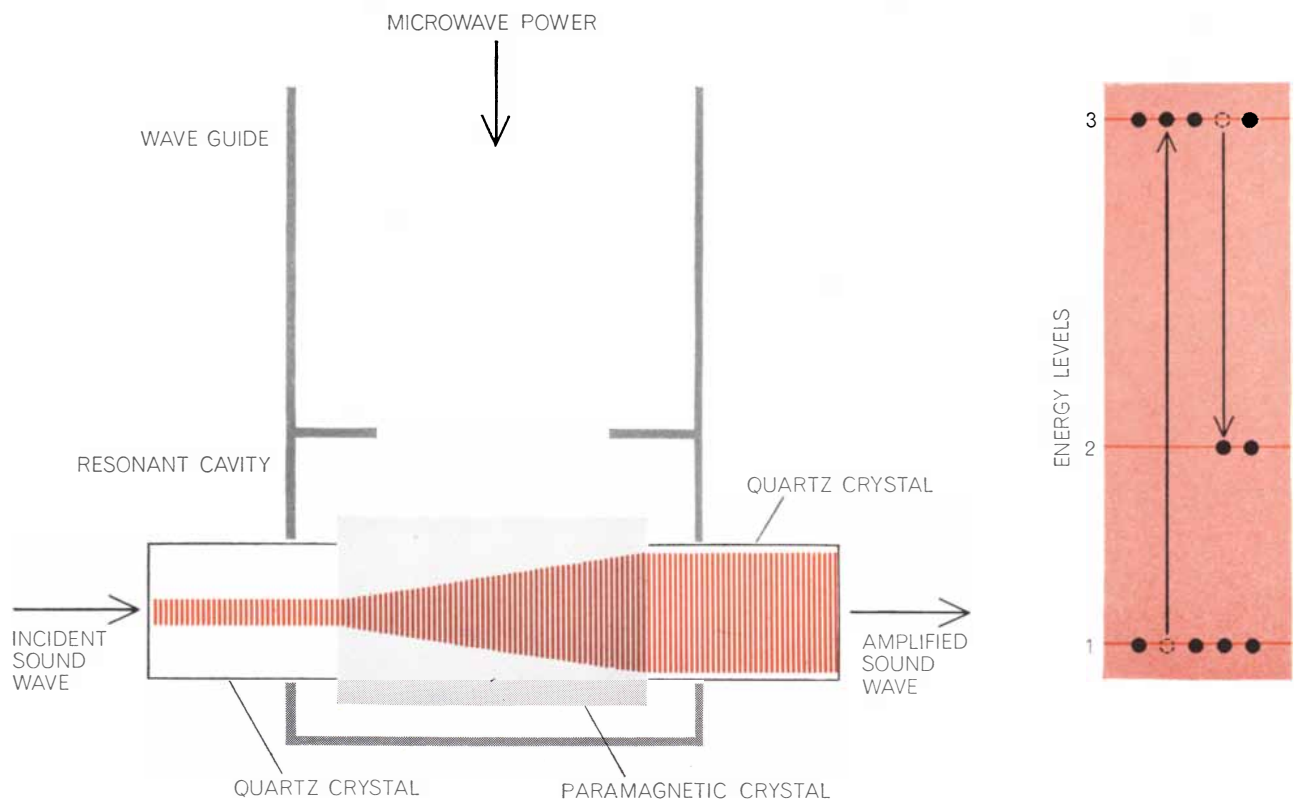 MICROWAVE POWER
WAVE GUIDE
RESONANT CAVITY
QUARTZ CRYSTAL
INCIDENT
SOUND
WAVE
AMPLIFIED
SOUND
WAVE
QUARTZ CRYSTAL
PARAMAGNETIC CRYSTAL
ENERGY LEVELS
3
2
1